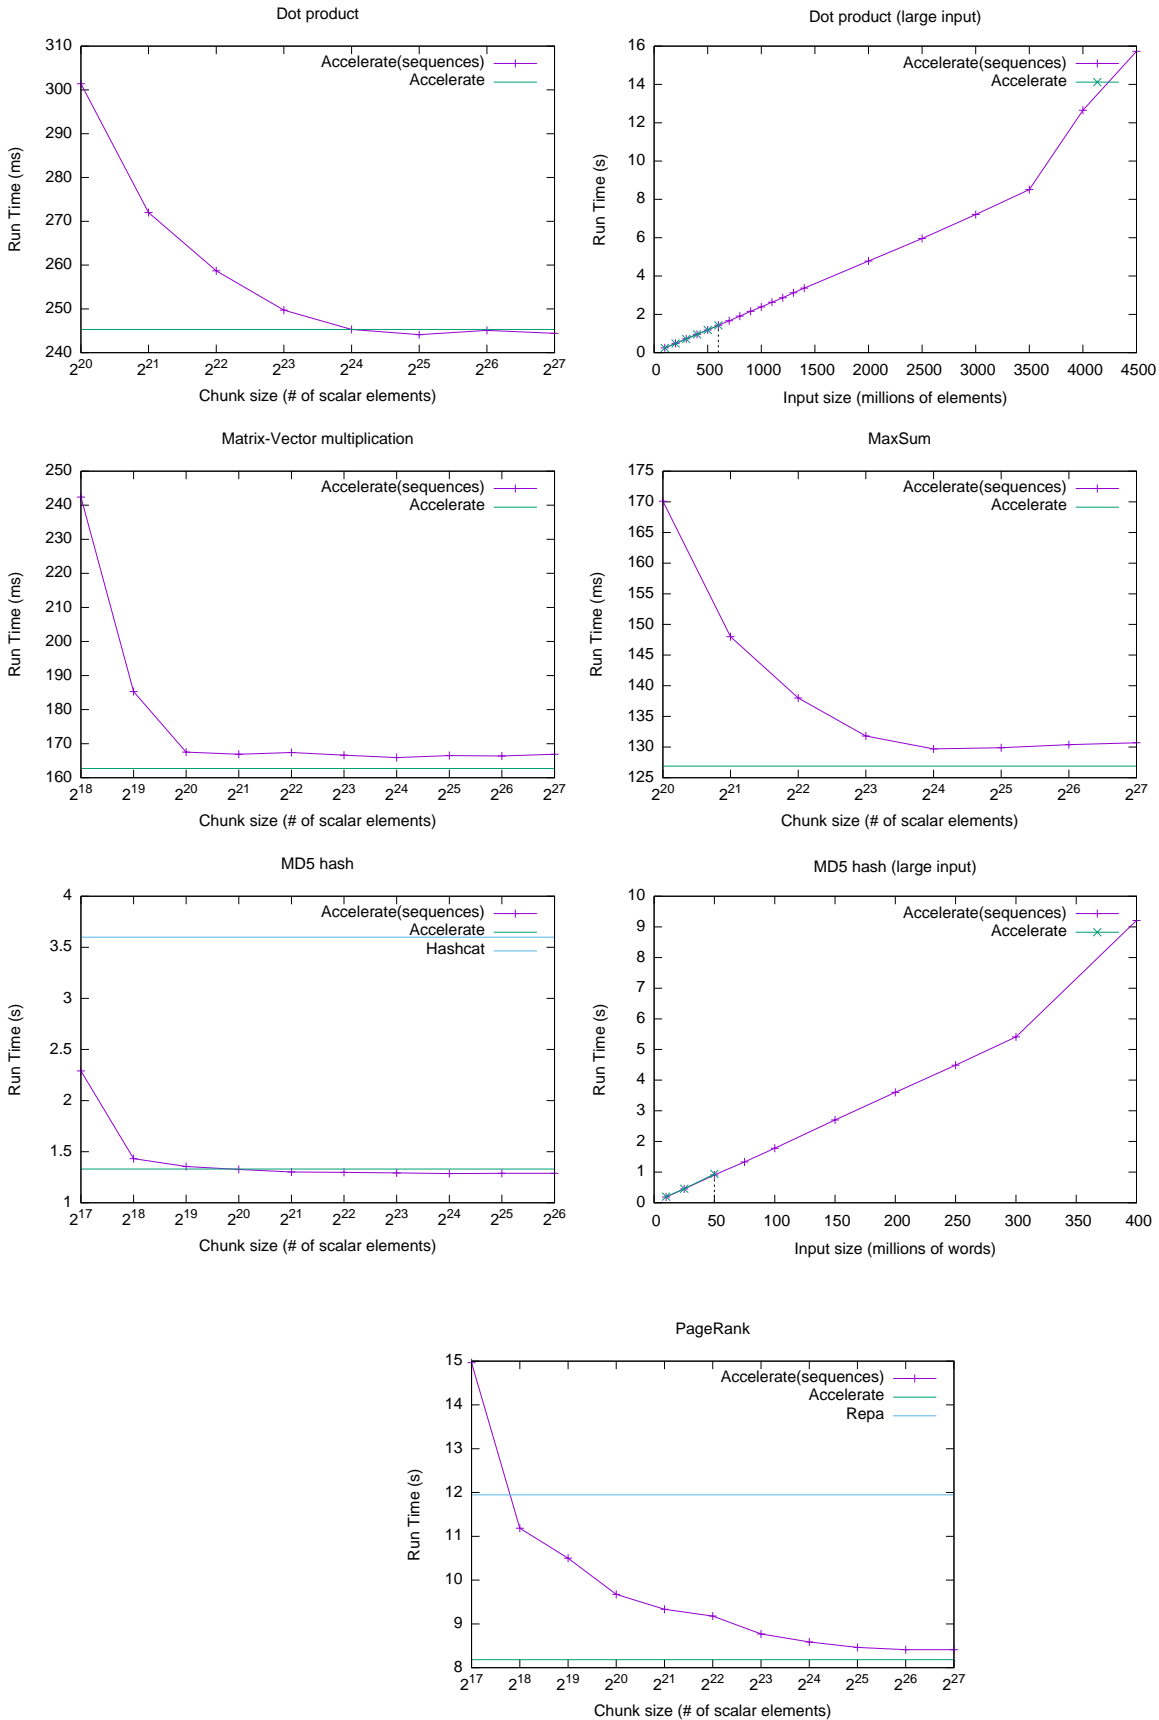 Dot product
310
300
290
280
270
260
250
240
Run Time (ms)
Accelerate(sequences)
Accelerate
2^20 2^21 2^22 2^23 2^24 2^25 2^26 2^27
Chunk size (# of scalar elements)
Dot product (large input)
16
14
12
10
8
6
4
2
0
Run Time (s)
Accelerate(sequences)
Accelerate
0 500 1000 1500 2000 2500 3000 3500 4000 4500
Input size (millions of elements)
Matrix-Vector multiplication
250
240
230
220
210
200
190
180
170
160
Run Time (ms)
Accelerate(sequences)
Accelerate
2^18 2^19 2^20 2^21 2^22 2^23 2^24 2^25 2^26 2^27
Chunk size (# of scalar elements)
MaxSum
175
170
165
160
155
150
145
140
135
130
125
Run Time (ms)
Accelerate(sequences)
Accelerate
2^20 2^21 2^22 2^23 2^24 2^25 2^26 2^27
Chunk size (# of scalar elements)
MD5 hash
4
3.5
3
2.5
2
1.5
1
Run Time (s)
Accelerate(sequences)
Accelerate
Hashcat
2^17 2^18 2^19 2^20 2^21 2^22 2^23 2^24 2^25 2^26
Chunk size (# of scalar elements)
MD5 hash (large input)
10
9
8
7
6
5
4
3
2
1
0
Run Time (s)
Accelerate(sequences)
Accelerate
0 50 100 150 200 250 300 350 400
Input size (millions of words)
PageRank
15
14
13
12
11
10
9
8
Run Time (s)
Accelerate(sequences)
Accelerate
Repa
2^17 2^18 2^19 2^20 2^21 2^22 2^23 2^24 2^25 2^26 2^27
Chunk size (# of scalar elements)